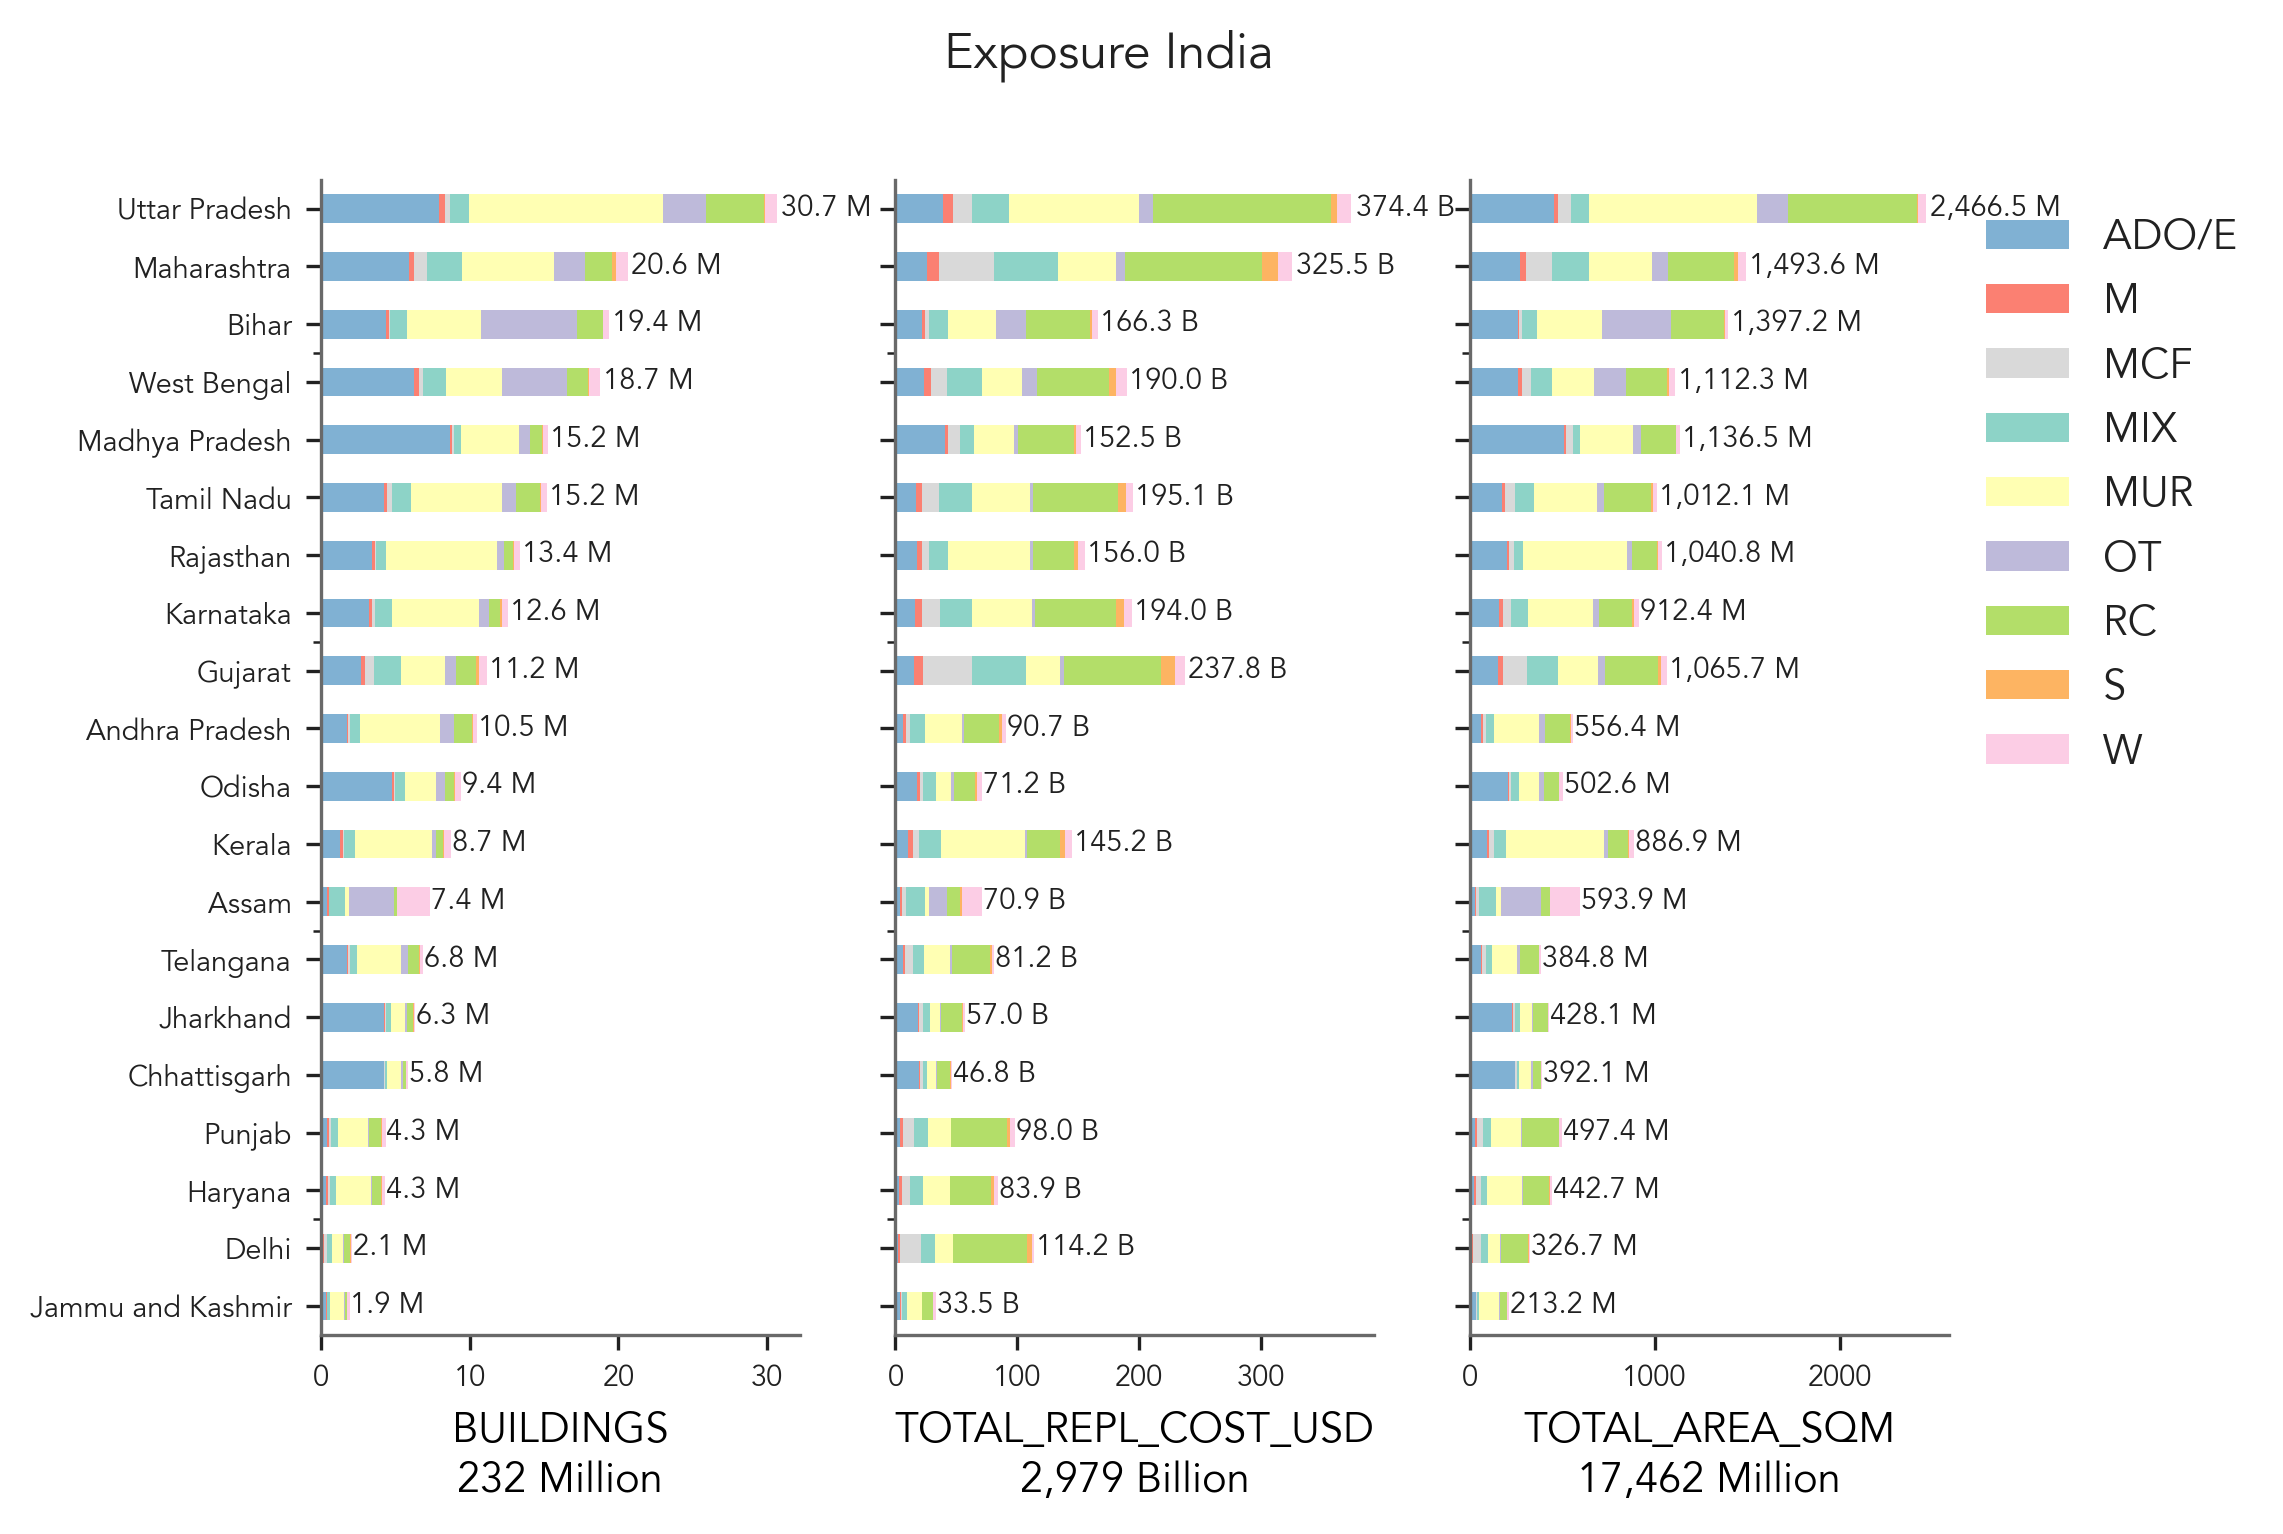 Exposure India
Uttar Pradesh 30.7 M 374.4 B 2,466.5 M
Maharashtra 20.6 M 325.5 B 1,493.6 M
Bihar 19.4 M 166.3 B 1,397.2 M
West Bengal 18.7 M 190.0 B 1,112.3 M
Madhya Pradesh 15.2 M 152.5 B 1,136.5 M
Tamil Nadu 15.2 M 195.1 B 1,012.1 M
Rajasthan 13.4 M 156.0 B 1,040.8 M
Karnataka 12.6 M 194.0 B 912.4 M
Gujarat 11.2 M 237.8 B 1,065.7 M
Andhra Pradesh 10.5 M 90.7 B 556.4 M
Odisha 9.4 M 71.2 B 502.6 M
Kerala 8.7 M 145.2 B 886.9 M
Assam 7.4 M 70.9 B 593.9 M
Telangana 6.8 M 81.2 B 384.8 M
Jharkhand 6.3 M 57.0 B 428.1 M
Chhattisgarh 5.8 M 46.8 B 392.1 M
Punjab 4.3 M 98.0 B 497.4 M
Haryana 4.3 M 83.9 B 442.7 M
Delhi 2.1 M 114.2 B 326.7 M
Jammu and Kashmir 1.9 M 33.5 B 213.2 M
0 10 20 30
BUILDINGS
232 Million
0 100 200 300
TOTAL_REPL_COST_USD
2,979 Billion
0 1000 2000
TOTAL_AREA_SQM
17,462 Million
ADO/E
M
MCF
MIX
MUR
OT
RC
S
W